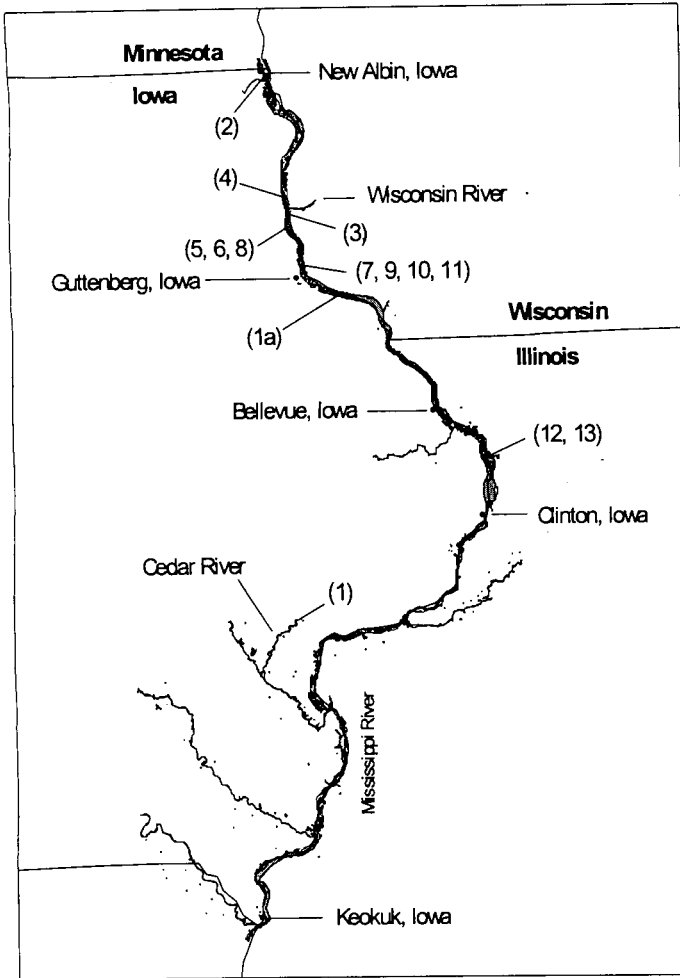 Minnesota
New Albin, Iowa
Iowa
(2)
(4)
Wisconsin River
(3)
(5, 6, 8)
(7, 9, 10, 11)
Guttenberg, Iowa
(1a)
Wisconsin
Illinois
Bellevue, Iowa
(12, 13)
Clinton, Iowa
Cedar River
(1)
Mississippi River
Keokuk, Iowa